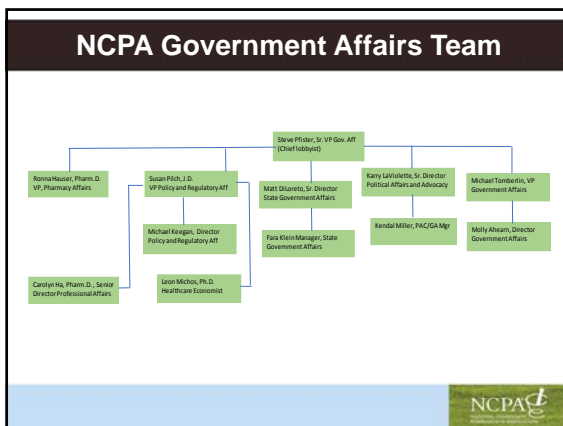 NCPA Government Affairs Team
Steve Pfister, Sr. VP Gov. Aff
(Chief lobbyist)
Ronna Hauser, Pharm.D.
VP, Pharmacy Affairs
Susan Pilch, J.D.
VP Policy and Regulatory Aff
Matt DiLoreto, Sr. Director
State Government Affairs
Karry LaViolette, Sr. Director
Political Affairs and Advocacy
Michael Tomberlin, VP
Government Affairs
Michael Keegan, Director
Policy and Regulatory Aff
Fara Klein Manager, State
Government Affairs
Kendal Miller, PAC/GA Mgr
Molly Ahearn, Director
Government Affairs
Carolyn Ha, Pharm.D., Senior
Director Professional Affairs
Leon Michos, Ph.D.
Healthcare Economist
NCPA
NATIONAL COMMUNITY
PHARMACISTS ASSOCIATION